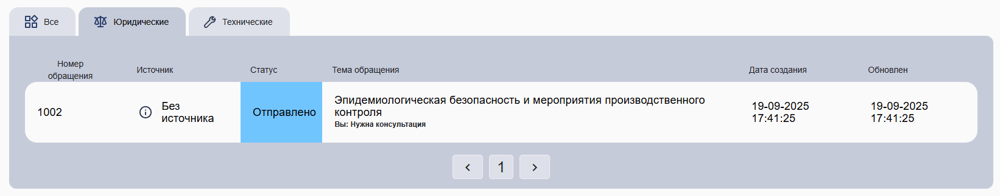 Все
Юридические
Технические
Номер
обращения
Источник
Статус
Тема обращения
Дата создания
Обновлен
1002
Без
источника
Отправлено
Эпидемиологическая безопасность и мероприятия производственного
контроля
Вы: Нужна консультация
19-09-2025
17:41:25
19-09-2025
17:41:25
1